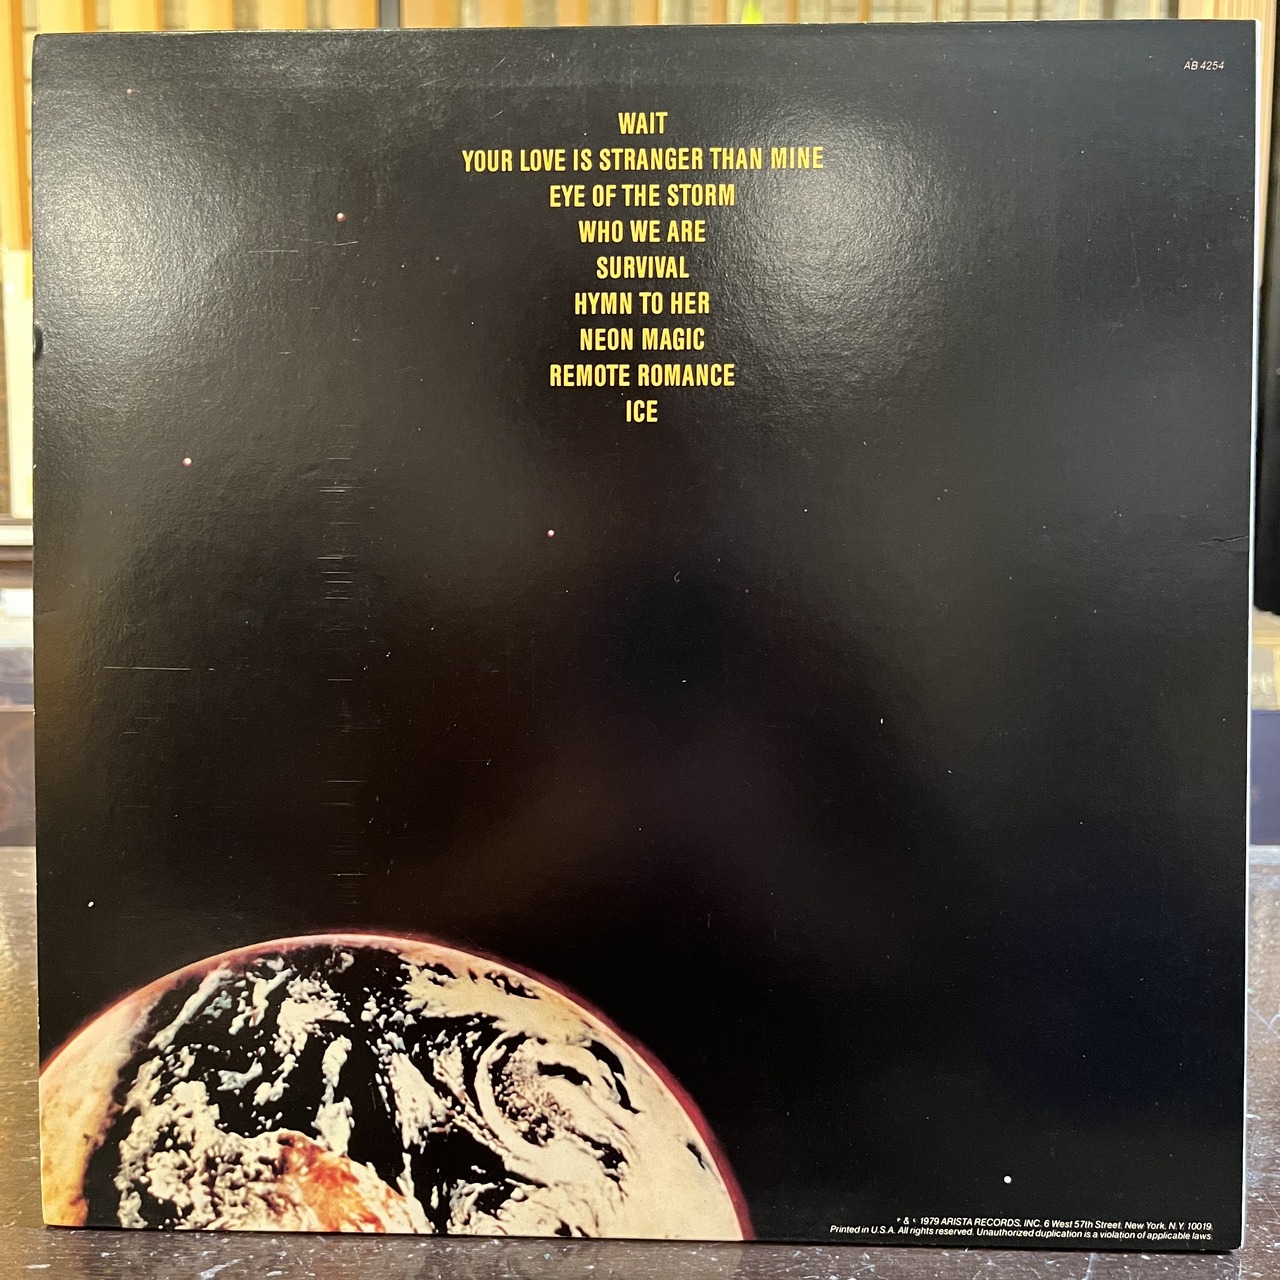 AB 4254
WAIT
YOUR LOVE IS STRANGER THAN MINE
EYE OF THE STORM
WHO WE ARE
SURVIVAL
HYMN TO HER
NEON MAGIC
REMOTE ROMANCE
ICE
& 1979 ARISTA RECORDS, INC. 6 West 57th Street, New York, N.Y. 10019.
Printed in U.S.A. All rights reserved. Unauthorized duplication is a violation of applicable laws.